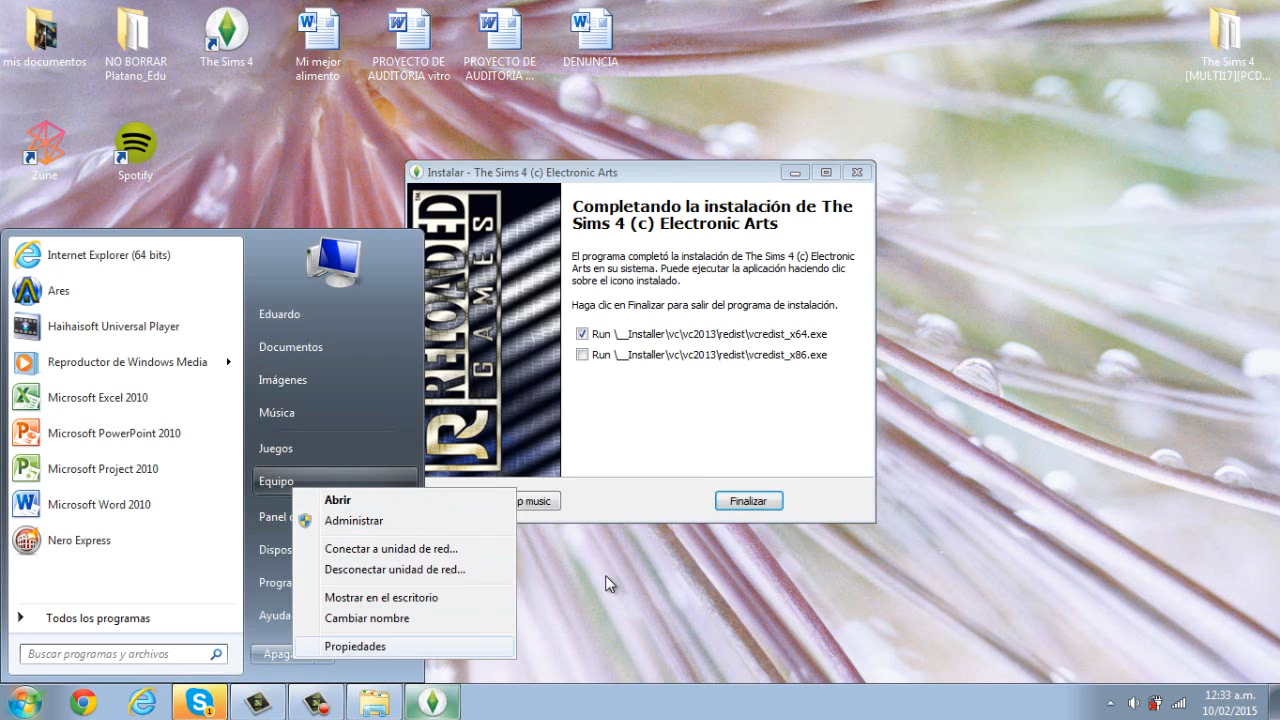 mis documentos
NO BORRAR
Platano_Edu
The Sims 4
Mi mejor
alimento
PROYECTO DE
AUDITORIA vitro
PROYECTO DE
AUDITORIA ...
DENUNCIA
The Sims 4
[MULTI17][PCD...
Zune
Spotify
Instalar - The Sims 4 (c) Electronic Arts
RELOADED
GAMES
Completando la instalación de The
Sims 4 (c) Electronic Arts
El programa completó la instalación de The Sims 4 (c) Electronic
Arts en su sistema. Puede ejecutar la aplicación haciendo clic
sobre el icono instalado.
Haga clic en Finalizar para salir del programa de instalación.
Run \__Installer\vc\vc2013\redist\vcredist_x64.exe
Run \__Installer\vc\vc2013\redist\vcredist_x86.exe
p music
Finalizar
Internet Explorer (64 bits)
Ares
Haihaisoft Universal Player
Reproductor de Windows Media
Microsoft Excel 2010
Microsoft PowerPoint 2010
Microsoft Project 2010
Microsoft Word 2010
Nero Express
Todos los programas
Buscar programas y archivos
Eduardo
Documentos
Imágenes
Música
Juegos
Equipo
Panel c
Dispos
Progra
Ayuda
Apag
Abrir
Administrar
Conectar a unidad de red...
Desconectar unidad de red...
Mostrar en el escritorio
Cambiar nombre
Propiedades
12:33 a.m.
10/02/2015